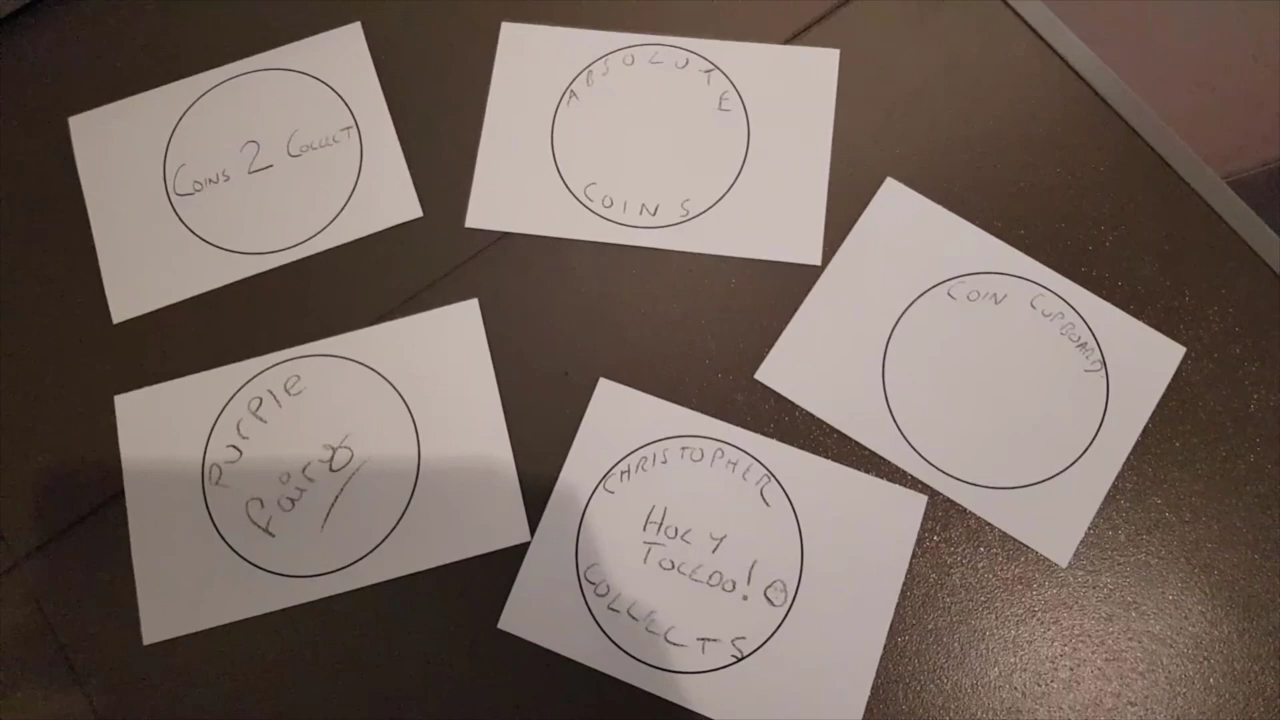 COINS 2 COLLECT
ABSOLUTE
COINS
COIN CUPBOARD.
PURPlE
fairy
CHRISTOPHER
HOLY
TOLEDO!
COLLECTS